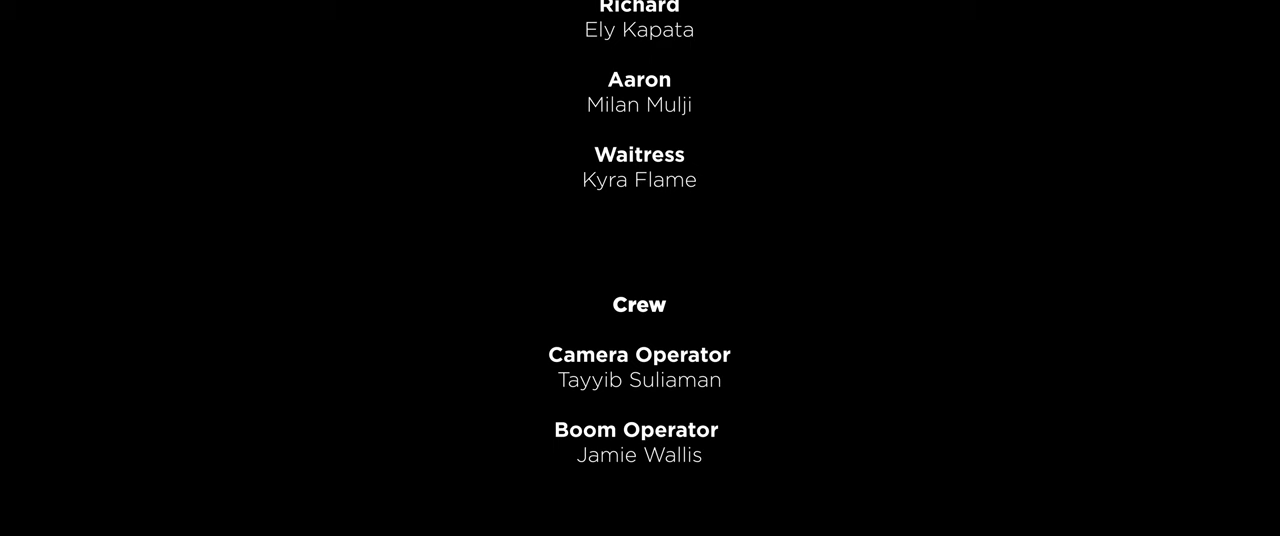 Richard
Ely Kapata
Aaron
Milan Mulji
Waitress
Kyra Flame
Crew
Camera Operator
Tayyib Suliaman
Boom Operator
Jamie Wallis